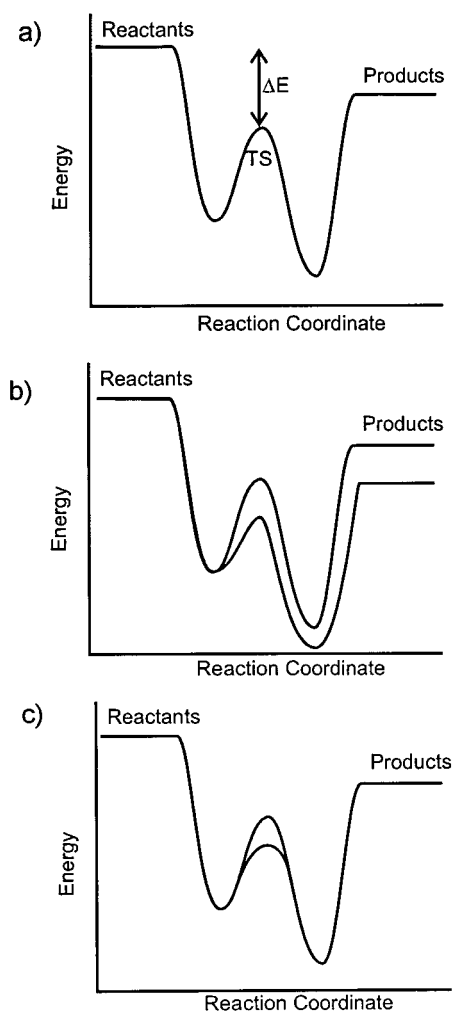 a)
Reactants
ΔE
Products
TS
Energy
Reaction Coordinate
b)
Reactants
Products
Energy
Reaction Coordinate
c)
Reactants
Products
Energy
Reaction Coordinate